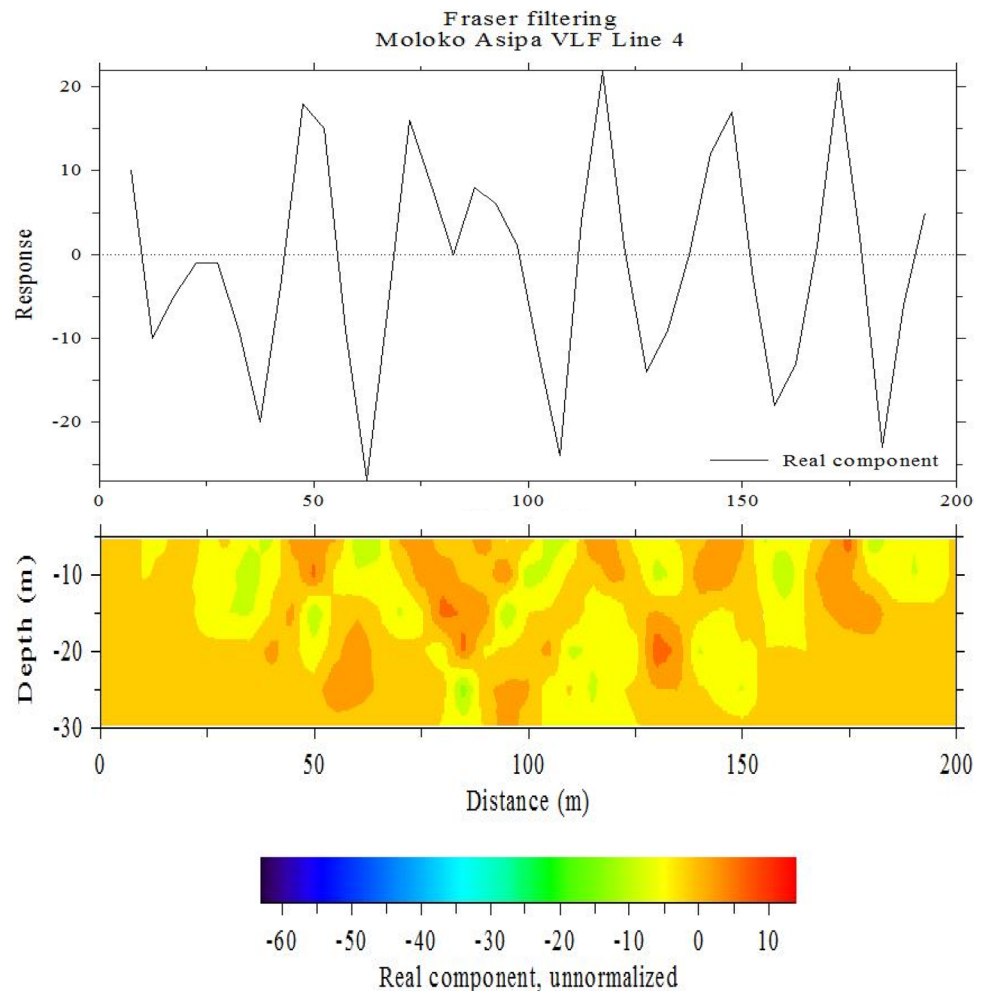 Fraser filtering
Moloko Asipa VLF Line 4
20
10
0
-10
-20
Response
Real component
0 50 100 150 200
-10
-20
-30
Depth (m)
0 50 100 150 200
Distance (m)
-60 -50 -40 -30 -20 -10 0 10
Real component, unnormalized